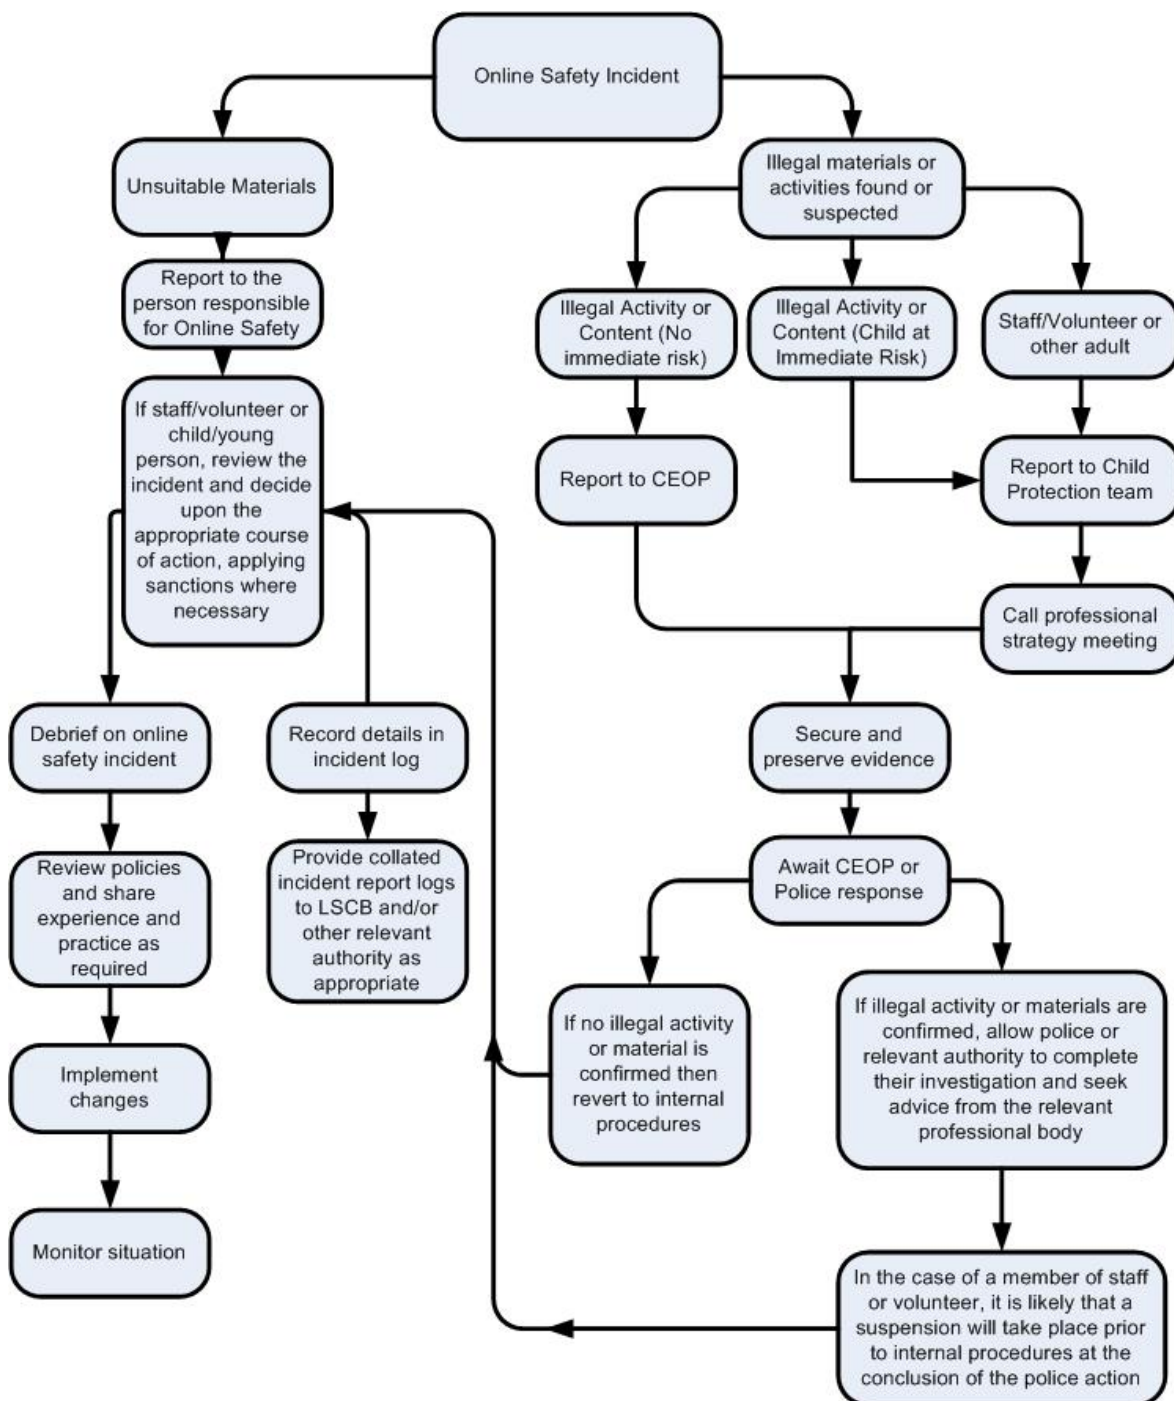 Online Safety Incident
Unsuitable Materials
Report to the
person responsible
for Online Safety
If staff/volunteer or
child/young
person, review the
incident and decide
upon the
appropriate course
of action, applying
sanctions where
necessary
Debrief on online
safety incident
Review policies
and share
experience and
practice as
required
Implement
changes
Monitor situation
Record details in
incident log
Provide collated
incident report logs
to LSCB and/or
other relevant
authority as
appropriate
Illegal materials or
activities found or
suspected
Illegal Activity or
Content (No
immediate risk)
Illegal Activity or
Content (Child at
Immediate Risk)
Staff/Volunteer or
other adult
Report to CEOP
Report to Child
Protection team
Call professional
strategy meeting
Secure and
preserve evidence
Await CEOP or
Police response
If no illegal activity
or material is
confirmed then
revert to internal
procedures
If illegal activity or materials are
confirmed, allow police or
relevant authority to complete
their investigation and seek
advice from the relevant
professional body
In the case of a member of staff
or volunteer, it is likely that a
suspension will take place prior
to internal procedures at the
conclusion of the police action